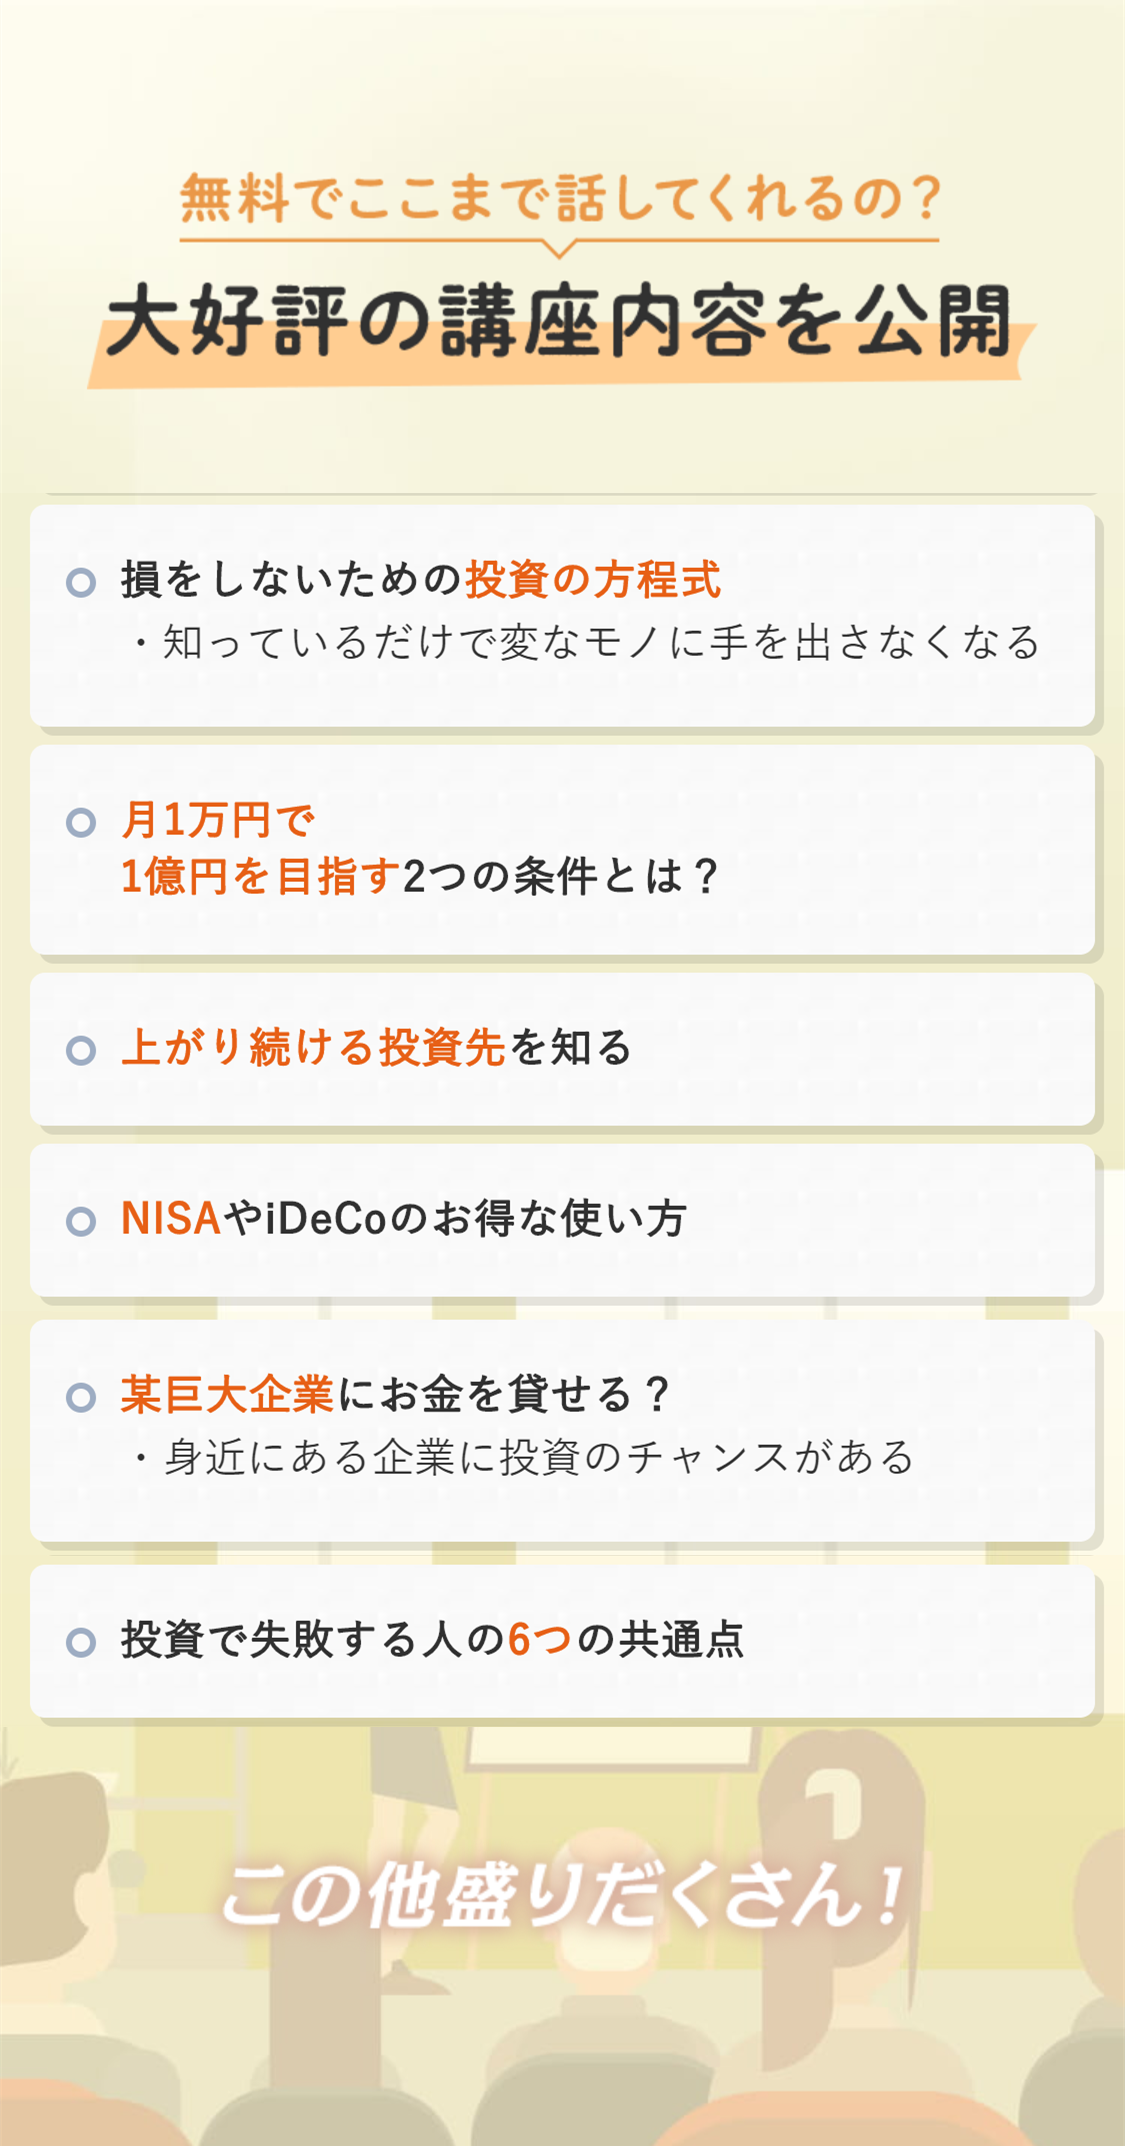 無料でここまで話してくれるの？
大好評の講座内容を公開
損をしないための投資の方程式
・知っているだけで変なモノに手を出さなくなる
月1万円で
1億円を目指す2つの条件とは？
上がり続ける投資先を知る
NISAやiDeCoのお得な使い方
某巨大企業にお金を貸せる？
・身近にある企業に投資のチャンスがある
投資で失敗する人の6つの共通点
この他盛りだくさん！